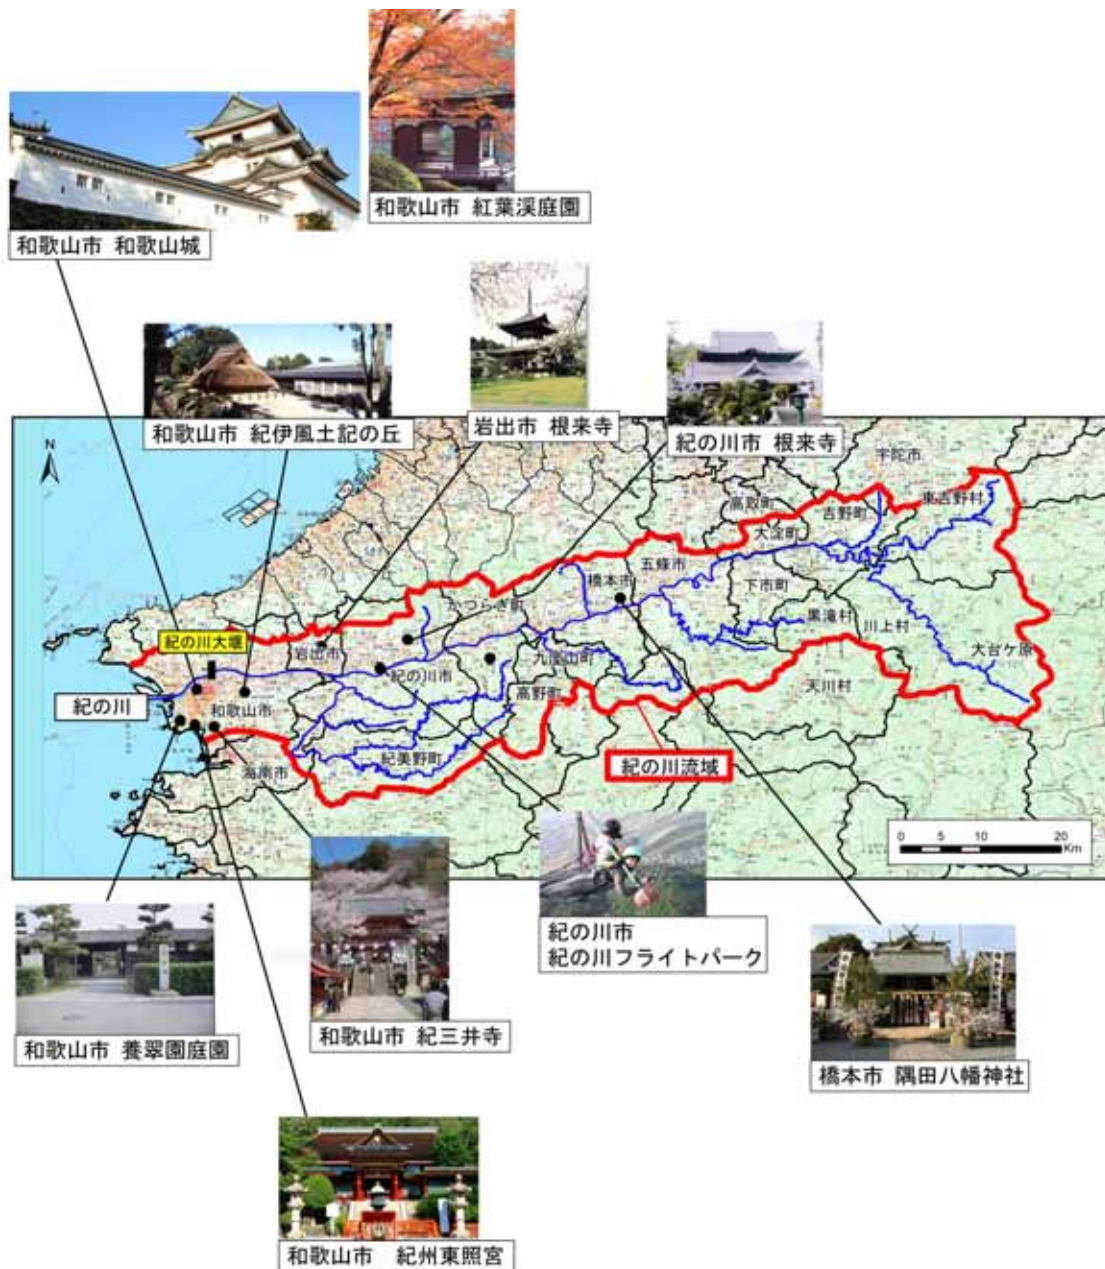 和歌山市 紅葉渓庭園
和歌山市 和歌山城
和歌山市 紀伊風土記の丘
岩出市 根来寺
紀の川市 根来寺
N
宇陀市
東吉野村
高取町
吉野町
大淀町
五條市
橋本市
下市町
かつらぎ町
黒滝村
川上村
紀の川大堰
岩出市
大台ケ原
紀の川市
九度山町
紀の川
高野町
天川村
和歌山市
紀美野町
紀の川流域
海南市
0 5 10 20
Km
紀の川市
紀の川フライトパーク
和歌山市 養翠園庭園
和歌山市 紀三井寺
橋本市 隅田八幡神社
和歌山市 紀州東照宮